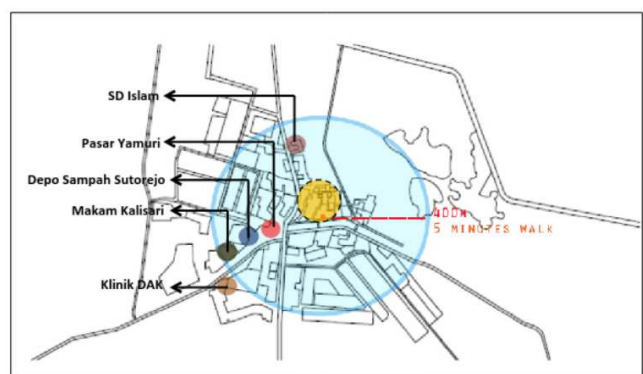 SD Islam
Pasar Yamuri
Depo Sampah Sutorejo
Makam Kalisari
Klinik DAK
400M
5 MINUTES WALK